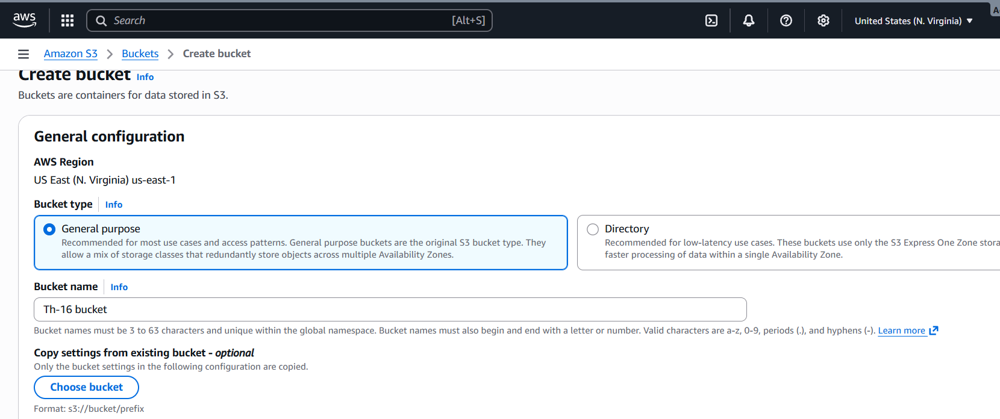 aws
Search [Alt+S]
United States (N. Virginia)
Amazon S3 Buckets Create bucket
Create bucket Info
Buckets are containers for data stored in S3.
General configuration
AWS Region
US East (N. Virginia) us-east-1
Bucket type Info
General purpose
Recommended for most use cases and access patterns. General purpose buckets are the original S3 bucket type. They
allow a mix of storage classes that redundantly store objects across multiple Availability Zones.
Directory
Recommended for low-latency use cases. These buckets use only the S3 Express One Zone
faster processing of data within a single Availability Zone.
Bucket name Info
Th-16 bucket
Bucket names must be 3 to 63 characters and unique within the global namespace. Bucket names must also begin and end with a letter or number. Valid characters are a-z, 0-9, periods (.), and hyphens (-). Learn more
Copy settings from existing bucket - optional
Only the bucket settings in the following configuration are copied.
Choose bucket
Format: s3://bucket/prefix